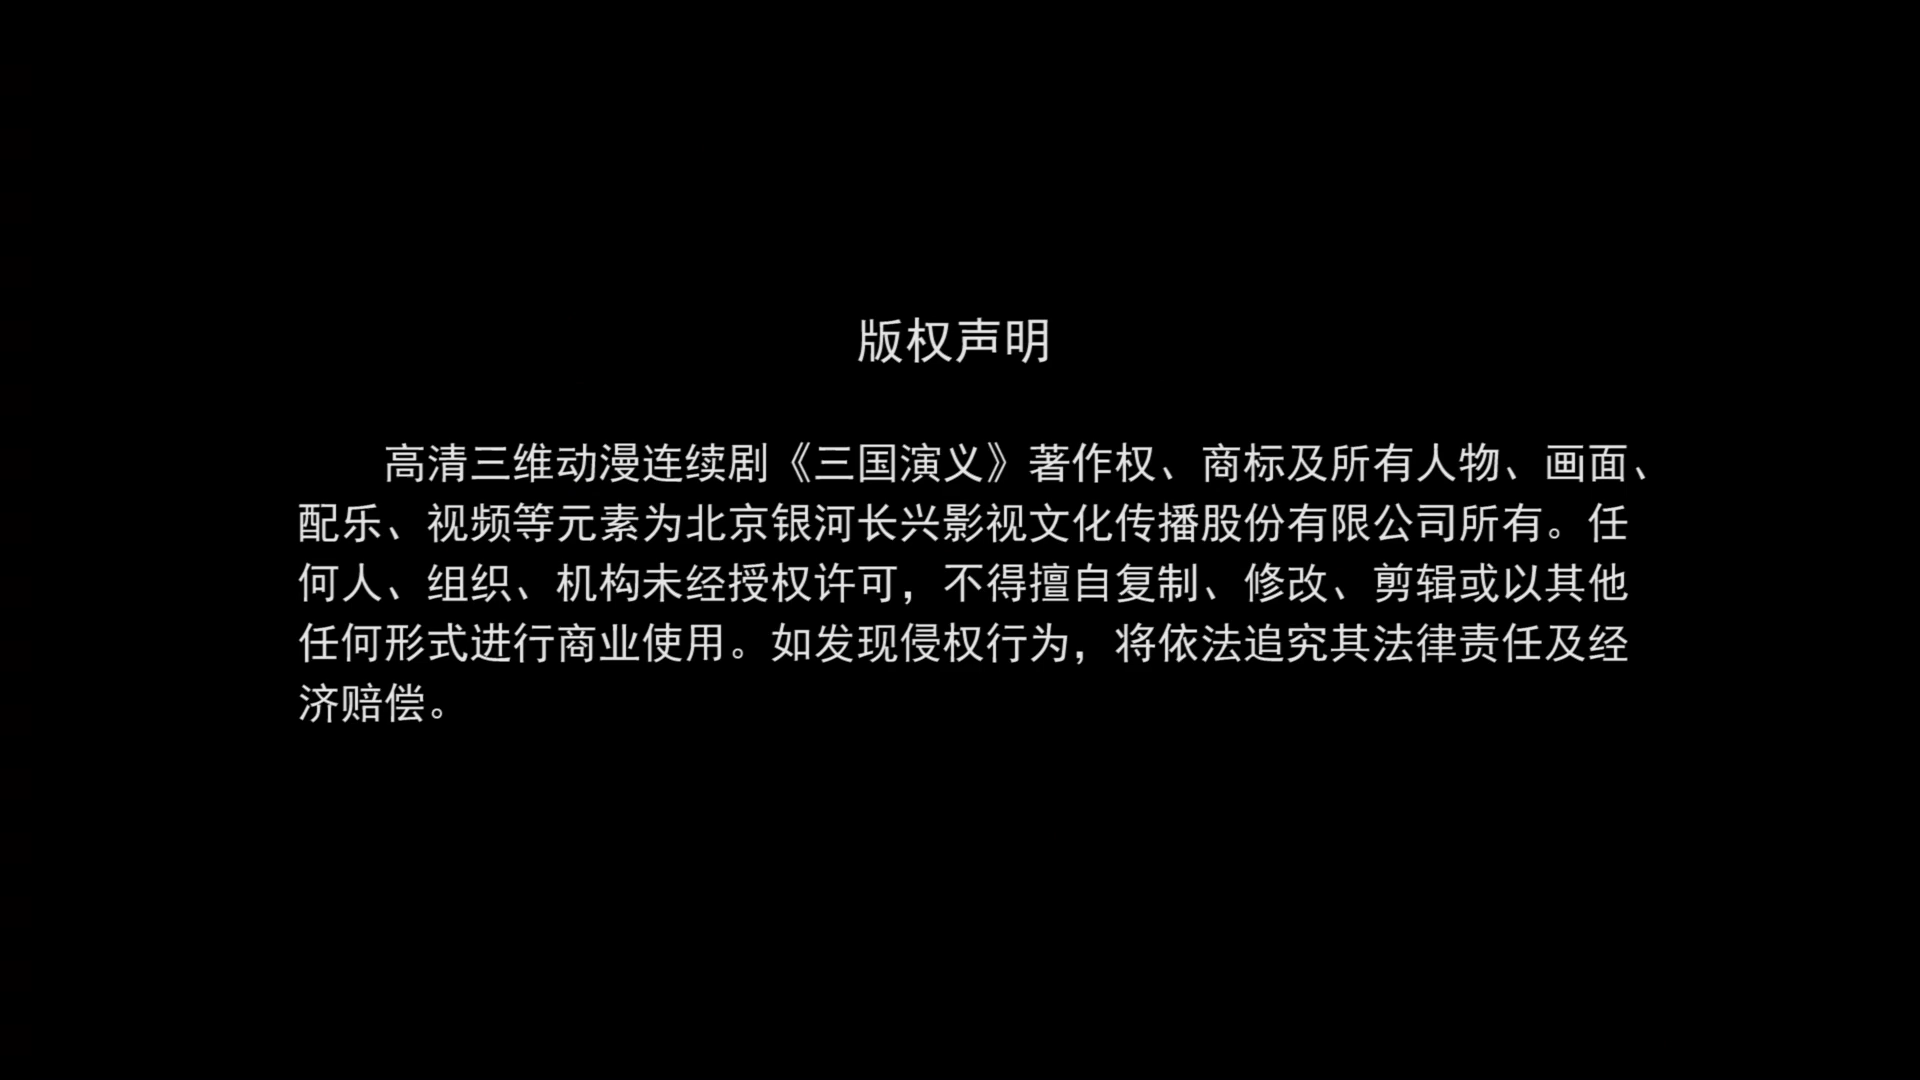 版权声明
高清三维动漫连续剧《三国演义》著作权、商标及所有人物、画面、
配乐、视频等元素为北京银河长兴影视文化传播股份有限公司所有。任
何人、组织、机构未经授权许可，不得擅自复制、修改、剪辑或以其他
任何形式进行商业使用。如发现侵权行为，将依法追究其法律责任及经
济赔偿。